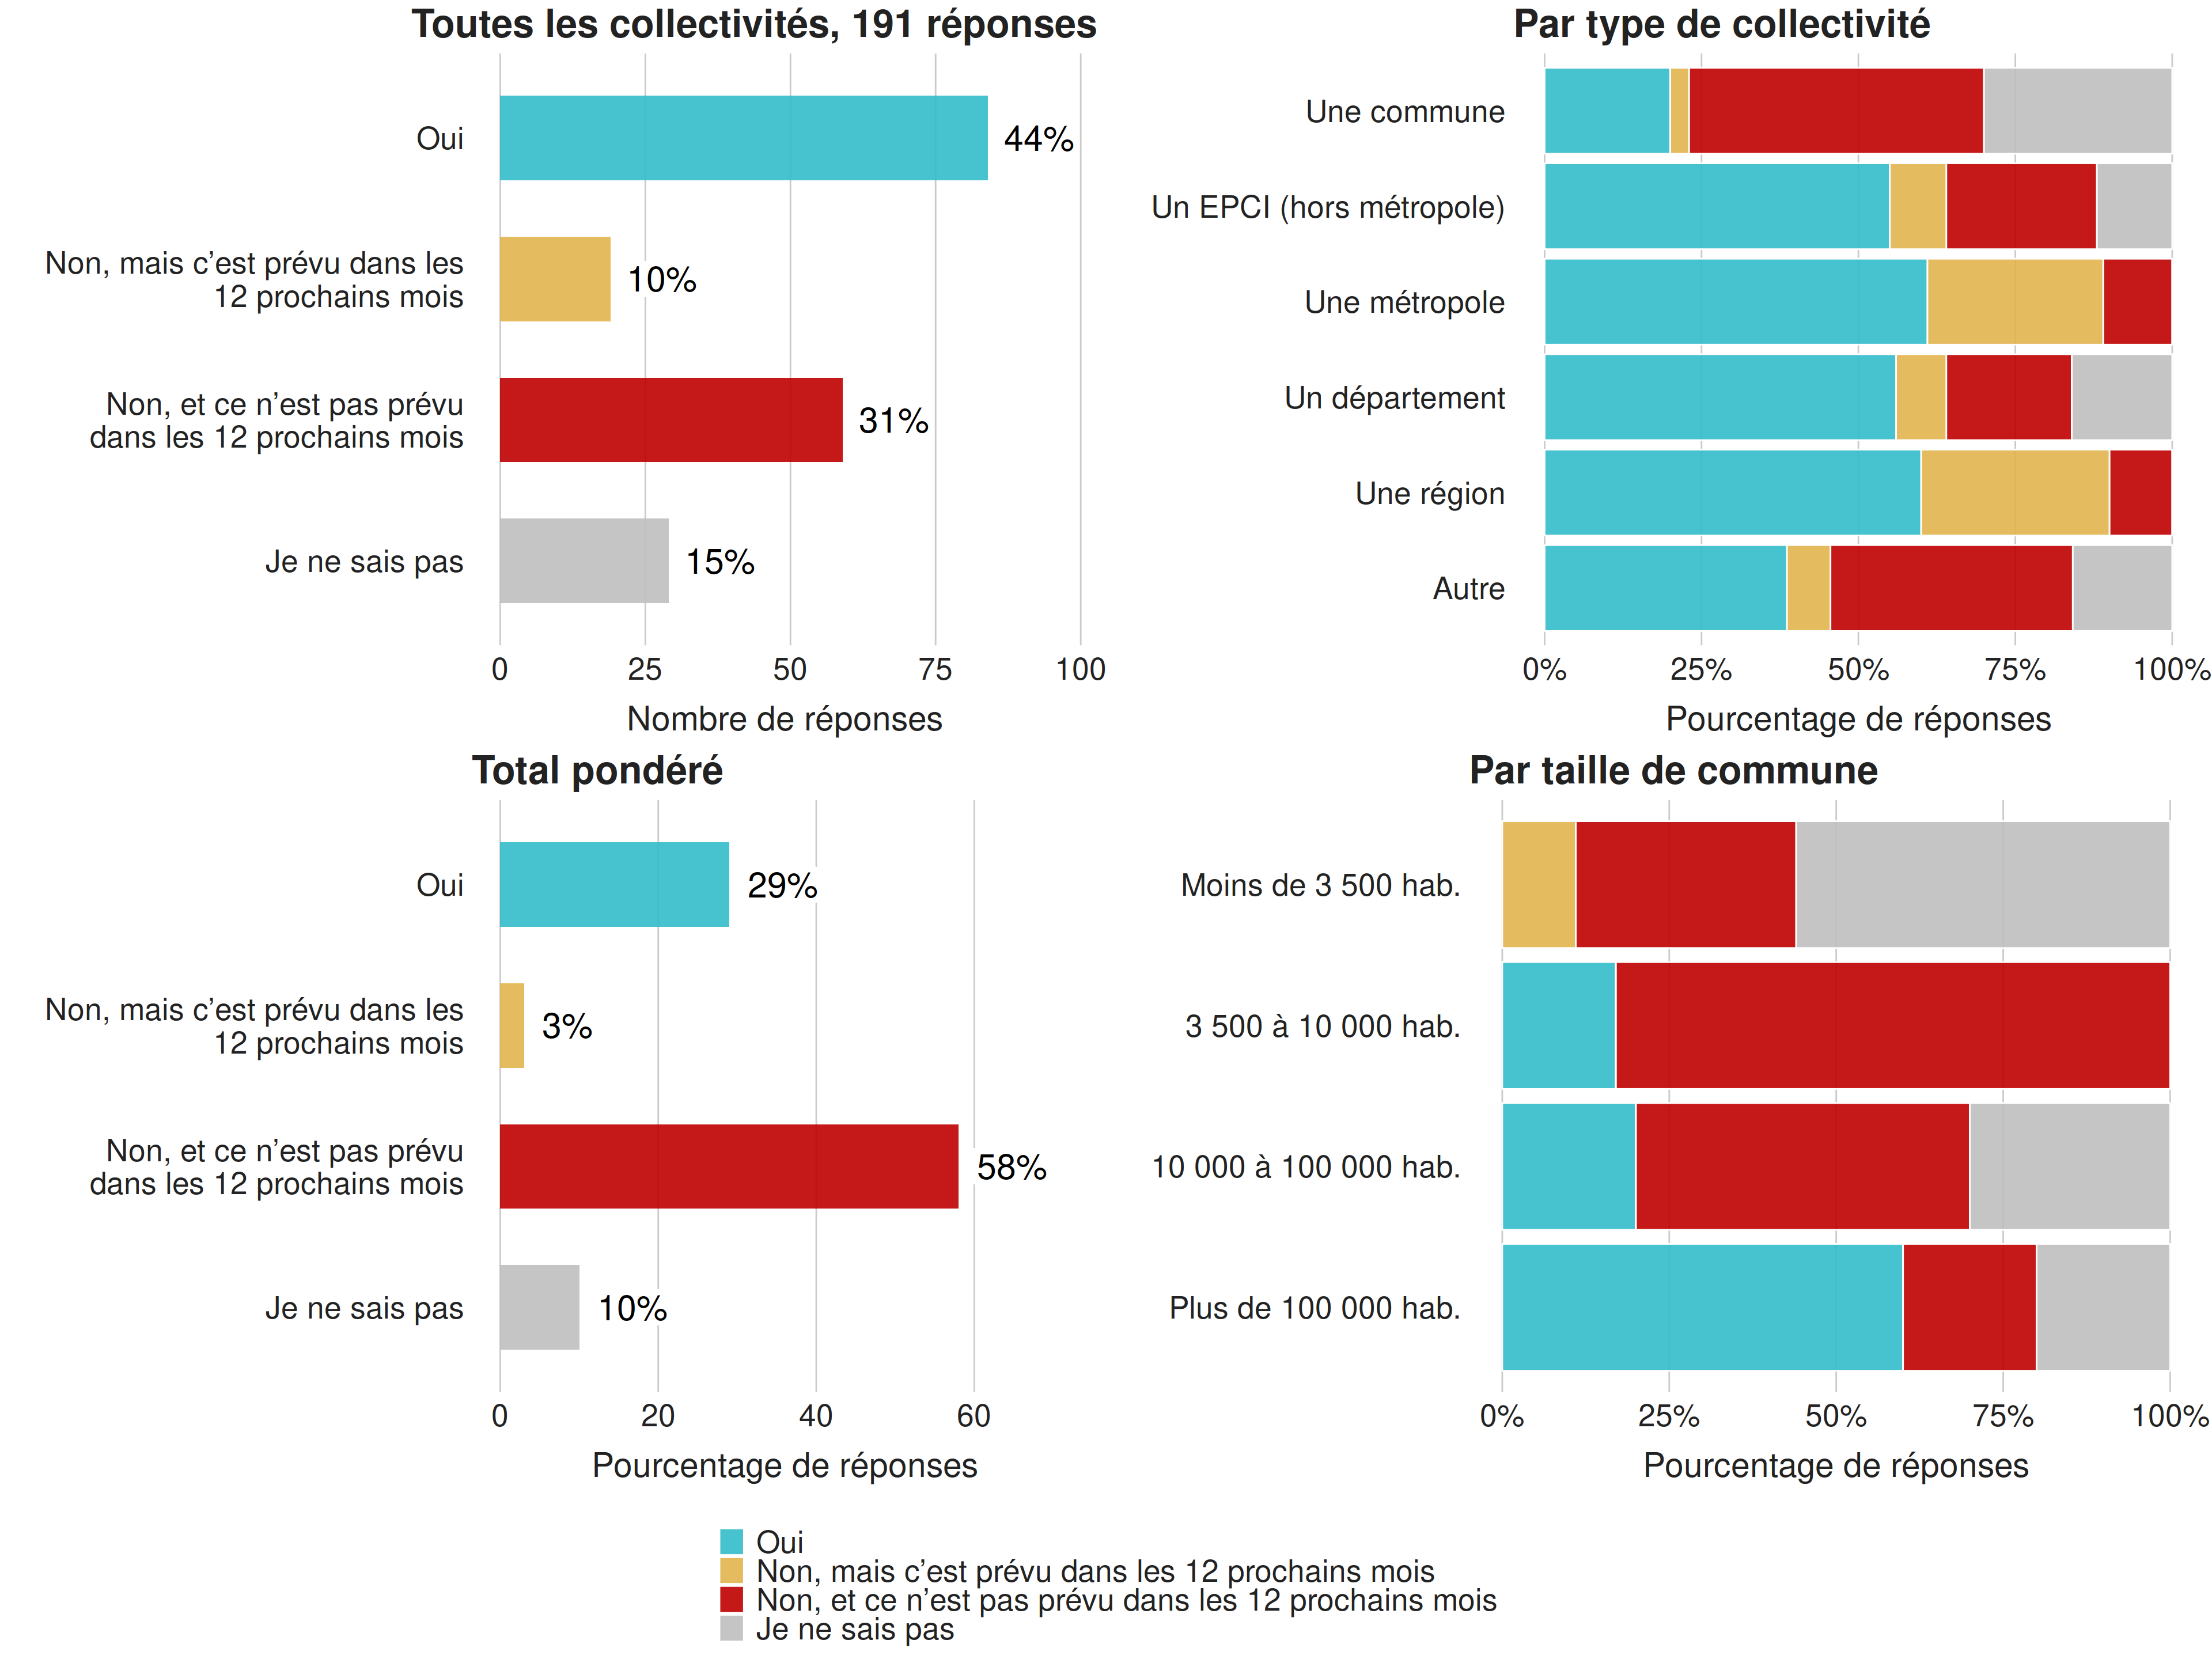 Toutes les collectivités, 191 réponses
Oui
44%
Non, mais c’est prévu dans les
12 prochains mois
10%
Non, et ce n’est pas prévu
dans les 12 prochains mois
31%
Je ne sais pas
15%
0 25 50 75 100
Nombre de réponses
Par type de collectivité
Une commune
Un EPCI (hors métropole)
Une métropole
Un département
Une région
Autre
0% 25% 50% 75% 100%
Pourcentage de réponses
Total pondéré
Oui
29%
Non, mais c’est prévu dans les
12 prochains mois
3%
Non, et ce n’est pas prévu
dans les 12 prochains mois
58%
Je ne sais pas
10%
0 20 40 60
Pourcentage de réponses
Par taille de commune
Moins de 3 500 hab.
3 500 à 10 000 hab.
10 000 à 100 000 hab.
Plus de 100 000 hab.
0% 25% 50% 75% 100%
Pourcentage de réponses
Oui
Non, mais c’est prévu dans les 12 prochains mois
Non, et ce n’est pas prévu dans les 12 prochains mois
Je ne sais pas